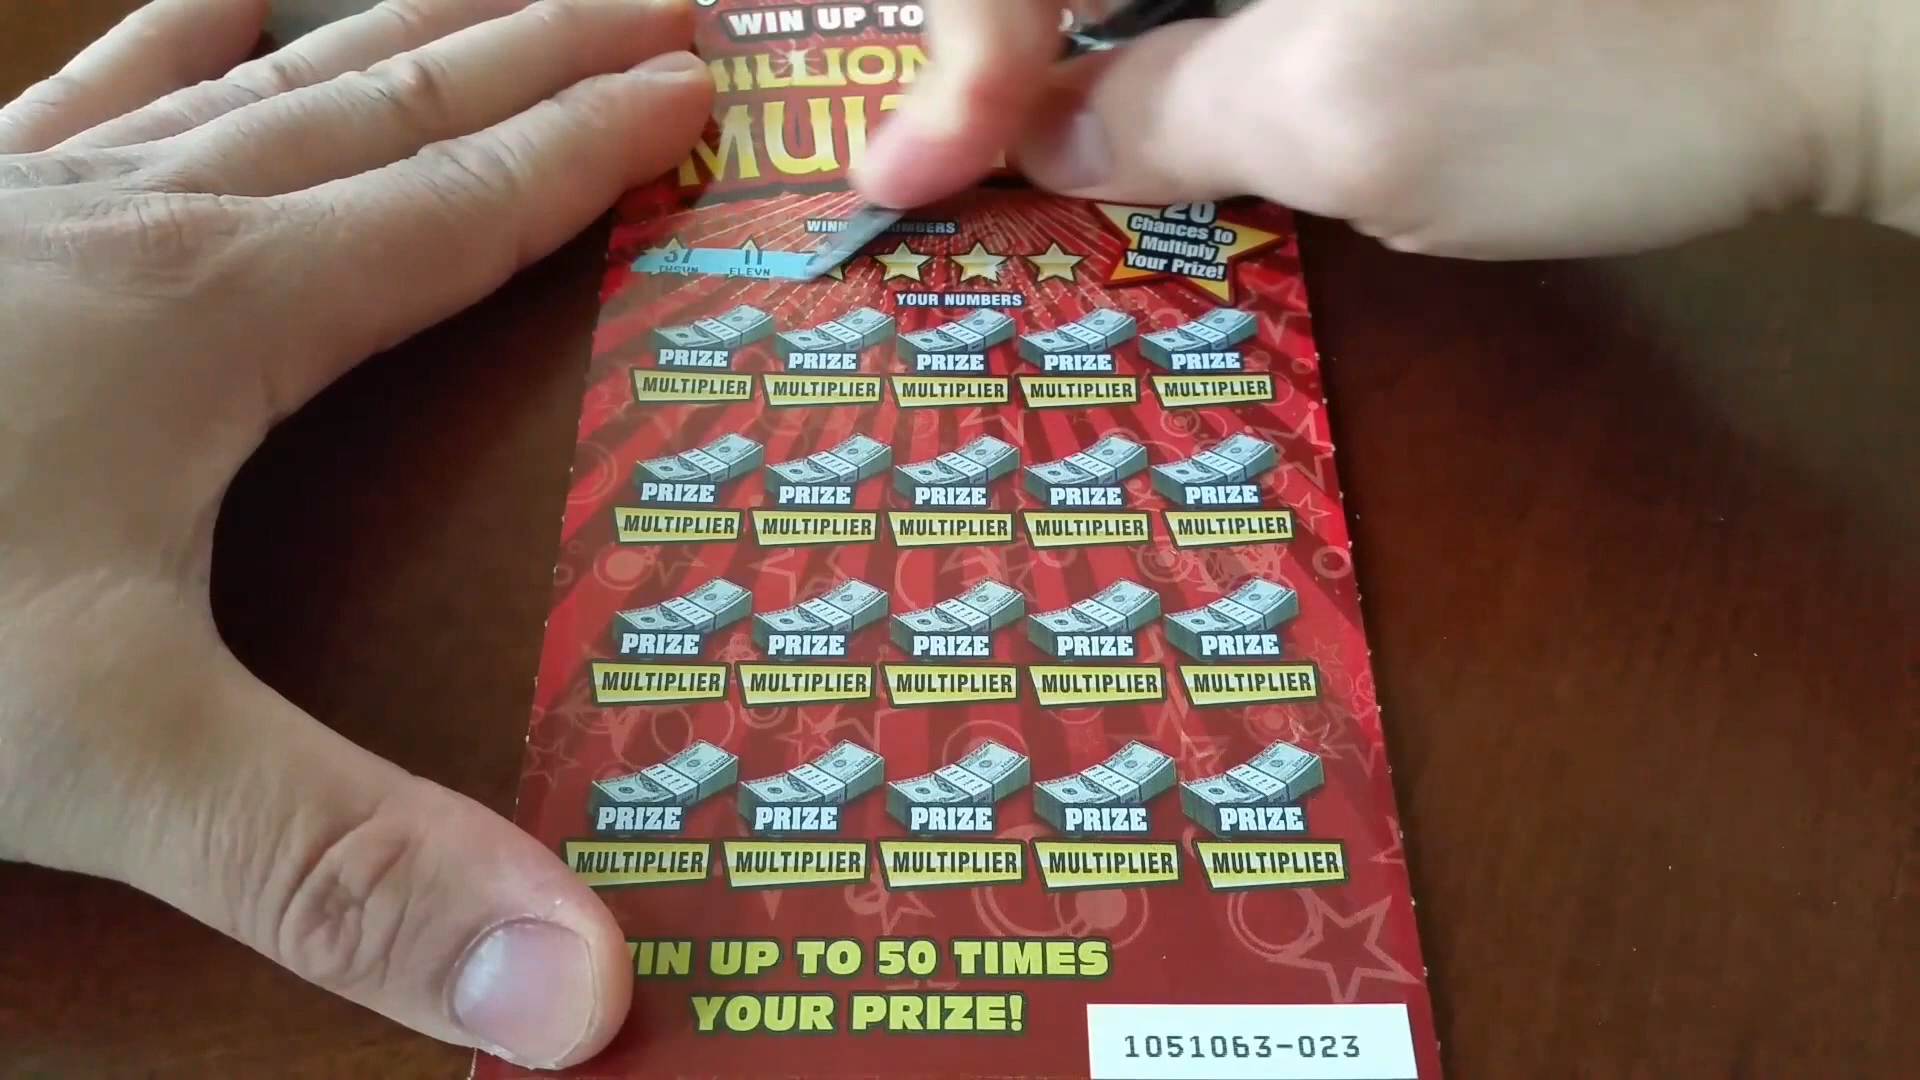 WIN UP TO
MILLION
MULT
20
Chances to
Multiply
Your Prize!
37 11
THSVN ELEVN
YOUR NUMBERS
PRIZE PRIZE PRIZE PRIZE PRIZE
MULTIPLIER MULTIPLIER MULTIPLIER MULTIPLIER MULTIPLIER
PRIZE PRIZE PRIZE PRIZE PRIZE
MULTIPLIER MULTIPLIER MULTIPLIER MULTIPLIER MULTIPLIER
PRIZE PRIZE PRIZE PRIZE PRIZE
MULTIPLIER MULTIPLIER MULTIPLIER MULTIPLIER MULTIPLIER
PRIZE PRIZE PRIZE PRIZE PRIZE
MULTIPLIER MULTIPLIER MULTIPLIER MULTIPLIER MULTIPLIER
WIN UP TO 50 TIMES
YOUR PRIZE!
1051063-023